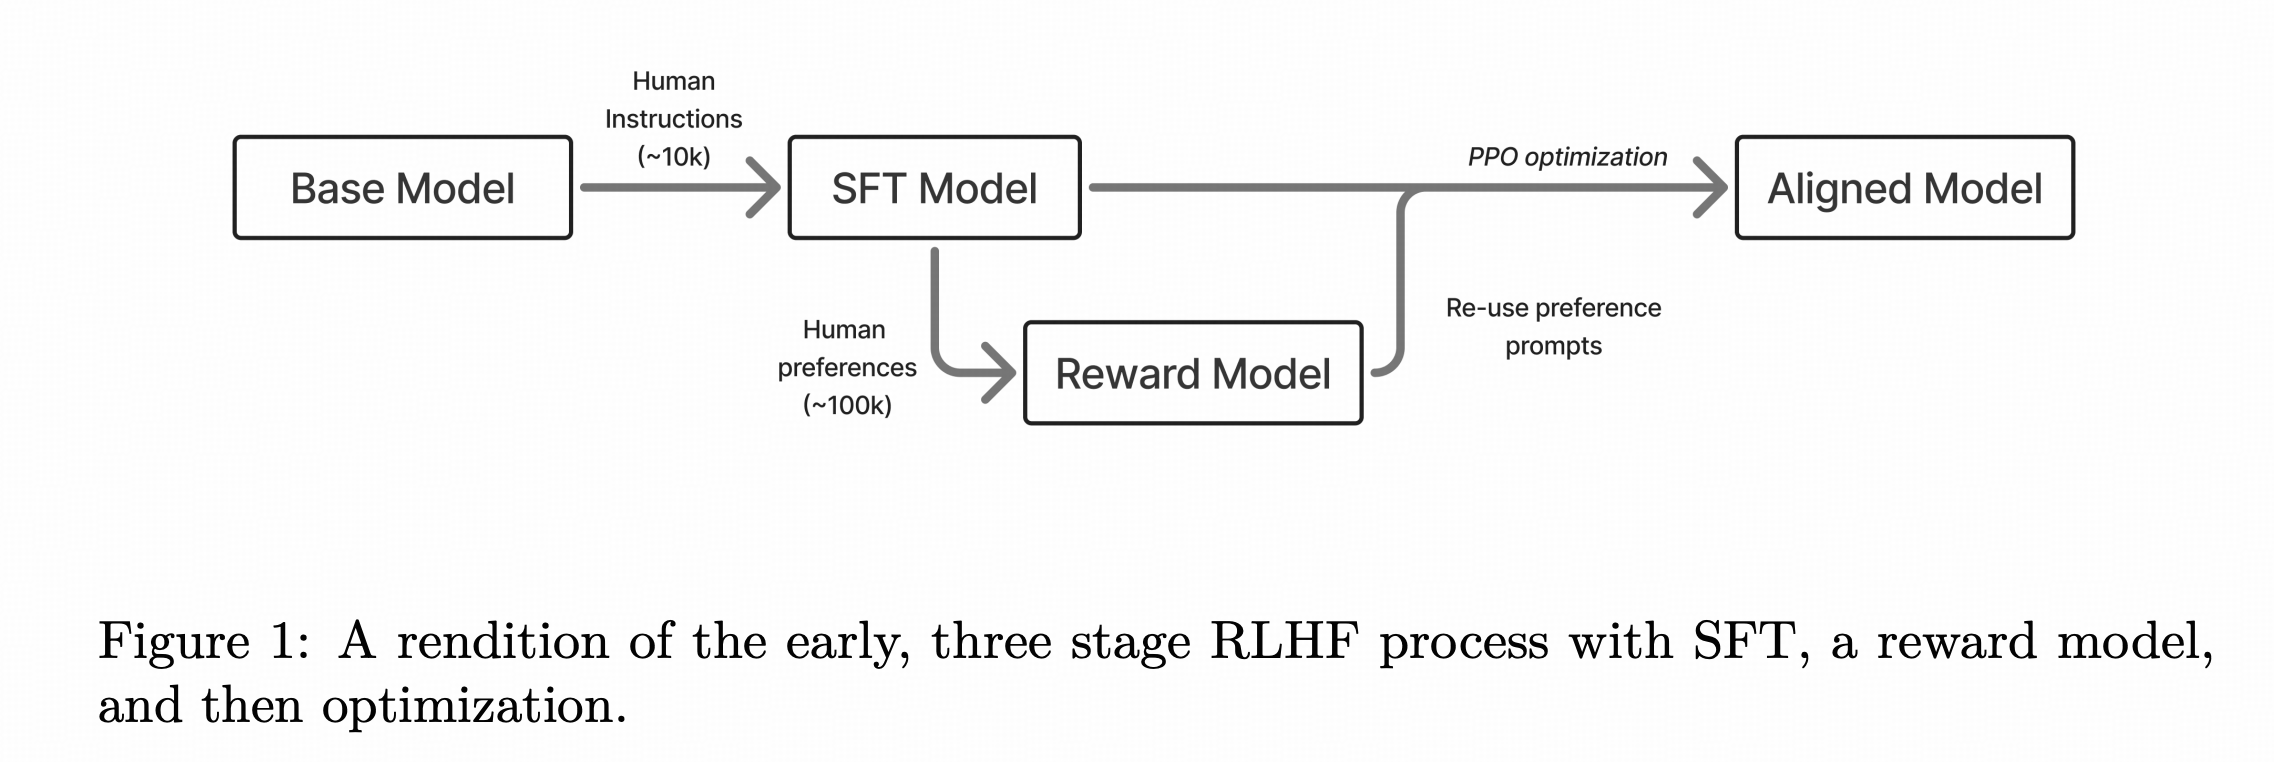 Human
Instructions
(~10k)
Base Model
SFT Model
PPO optimization
Aligned Model
Human
preferences
(~100k)
Reward Model
Re-use preference
prompts
Figure 1: A rendition of the early, three stage RLHF process with SFT, a reward model,
and then optimization.